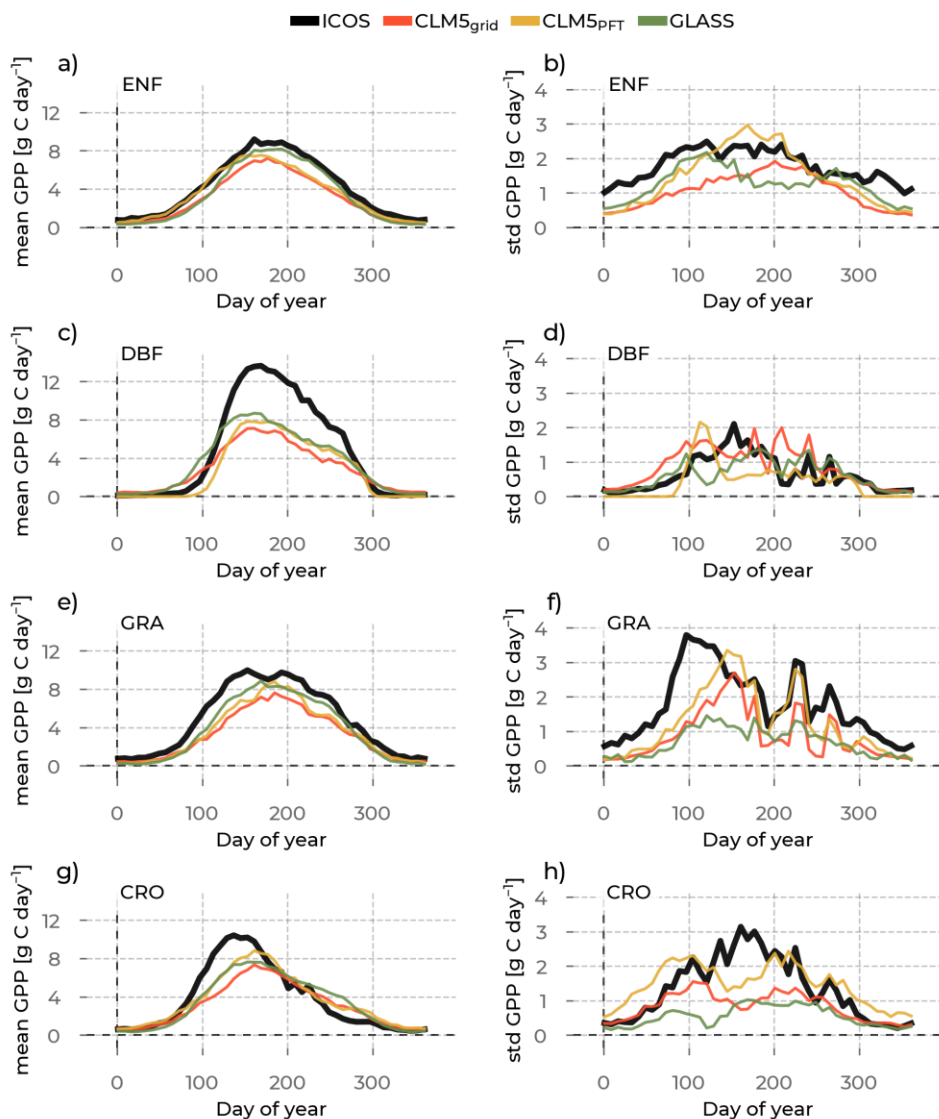 ICOS CLM5grid CLM5PFT GLASS
a) b)
ENF ENF
mean GPP [g C day⁻¹] std GPP [g C day⁻¹]
12 8 4 0
4 3 2 1 0
0 100 200 300 0 100 200 300
Day of year Day of year
c) d)
DBF DBF
mean GPP [g C day⁻¹] std GPP [g C day⁻¹]
12 8 4 0
4 3 2 1 0
0 100 200 300 0 100 200 300
Day of year Day of year
e) f)
GRA GRA
mean GPP [g C day⁻¹] std GPP [g C day⁻¹]
12 8 4 0
4 3 2 1 0
0 100 200 300 0 100 200 300
Day of year Day of year
g) h)
CRO CRO
mean GPP [g C day⁻¹] std GPP [g C day⁻¹]
12 8 4 0
4 3 2 1 0
0 100 200 300 0 100 200 300
Day of year Day of year